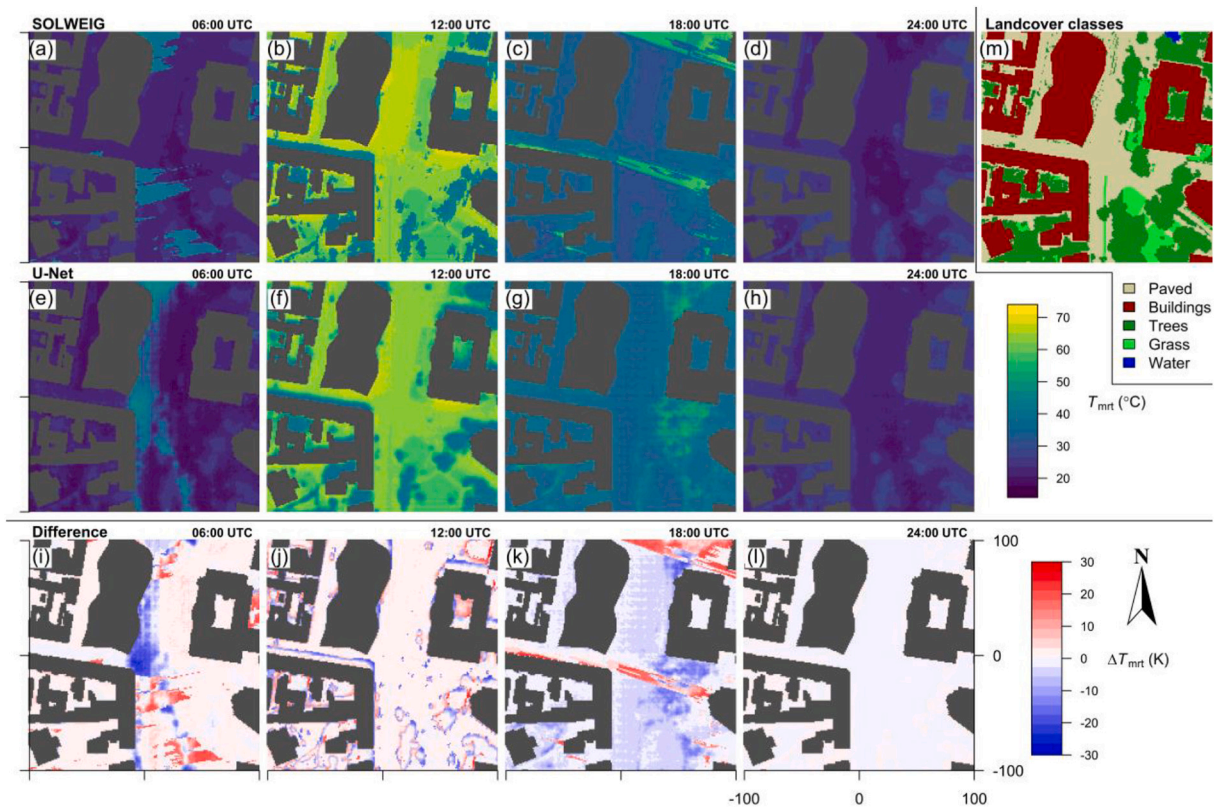 SOLWEIG 06:00 UTC 12:00 UTC 18:00 UTC 24:00 UTC Landcover classes
(a) (b) (c) (d) (m)
U-Net 06:00 UTC 12:00 UTC 18:00 UTC 24:00 UTC
(e) (f) (g) (h)
Paved
Buildings
Trees
Grass
Water
70
60
50
40
30
20
Tmrt (°C)
Difference 06:00 UTC 12:00 UTC 18:00 UTC 24:00 UTC
(i) (j) (k) (l)
100
0
-100
-100 0 100
30
20
10
0
-10
-20
-30
ΔTmrt (K)
N